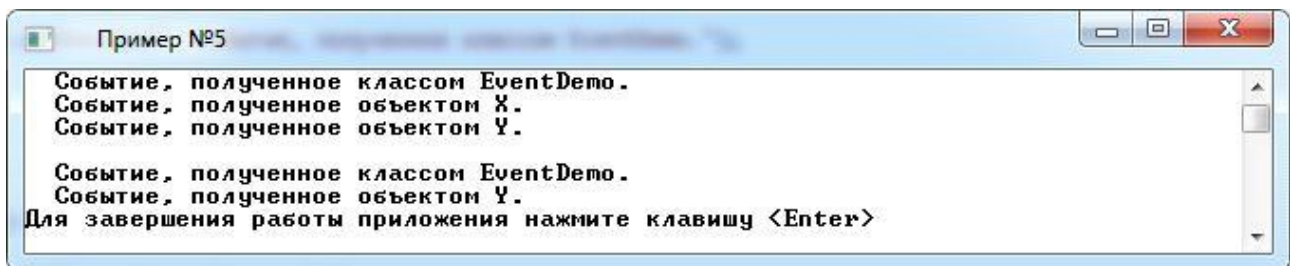 Пример №5
Событие, полученное классом EventDemo.
Событие, полученное объектом X.
Событие, полученное объектом Y.
Событие, полученное классом EventDemo.
Событие, полученное объектом Y.
Для завершения работы приложения нажмите клавишу <Enter>